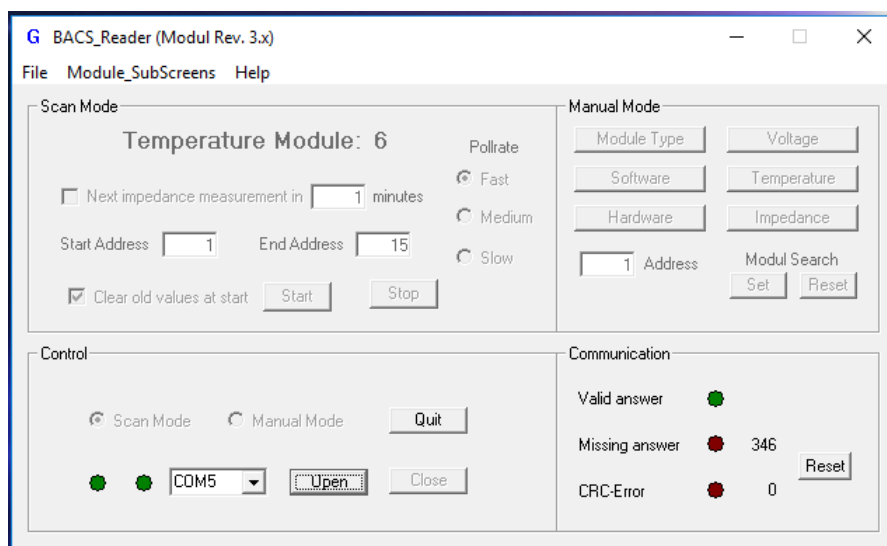 G BACS_Reader (Modul Rev. 3.x)
File Module_SubScreens Help
Scan Mode
Temperature Module: 6
Pollrate
Next impedance measurement in 1 minutes
Fast
Medium
Slow
Start Address 1 End Address 15
Clear old values at start Start Stop
Manual Mode
Module Type Voltage
Software Temperature
Hardware Impedance
1 Address
Modul Search
Set Reset
Control
Scan Mode Manual Mode Quit
COM5 Open Close
Communication
Valid answer
Missing answer 346
Reset
CRC-Error 0